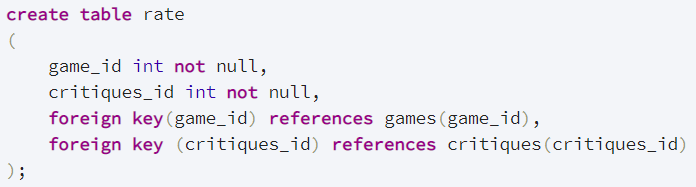 create table rate
(
    game_id int not null,
    critiques_id int not null,
    foreign key(game_id) references games(game_id),
    foreign key (critiques_id) references critiques(critiques_id)
);